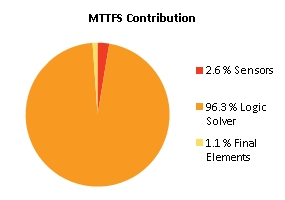 MTTFS Contribution
2.6 % Sensors
96.3 % Logic
Solver
1.1 % Final
Elements